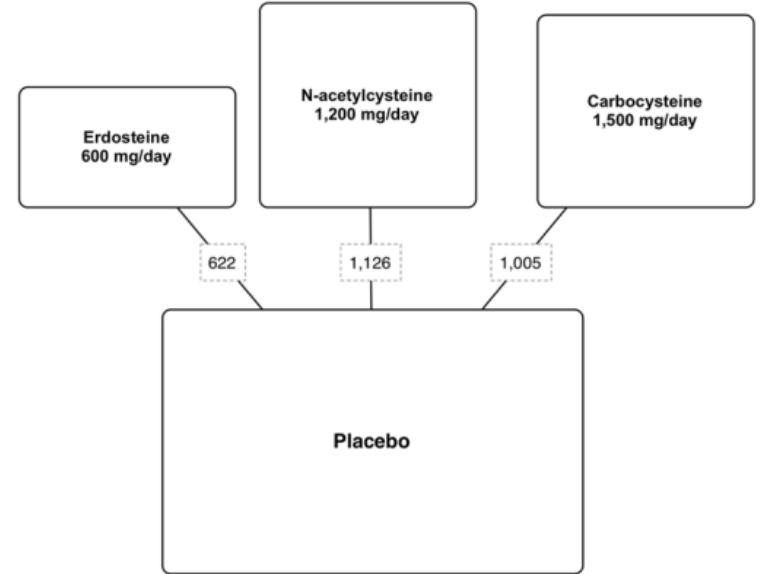 Erdosteine
600 mg/day
N-acetylcysteine
1,200 mg/day
Carbocysteine
1,500 mg/day
622
1,126
1,005
Placebo